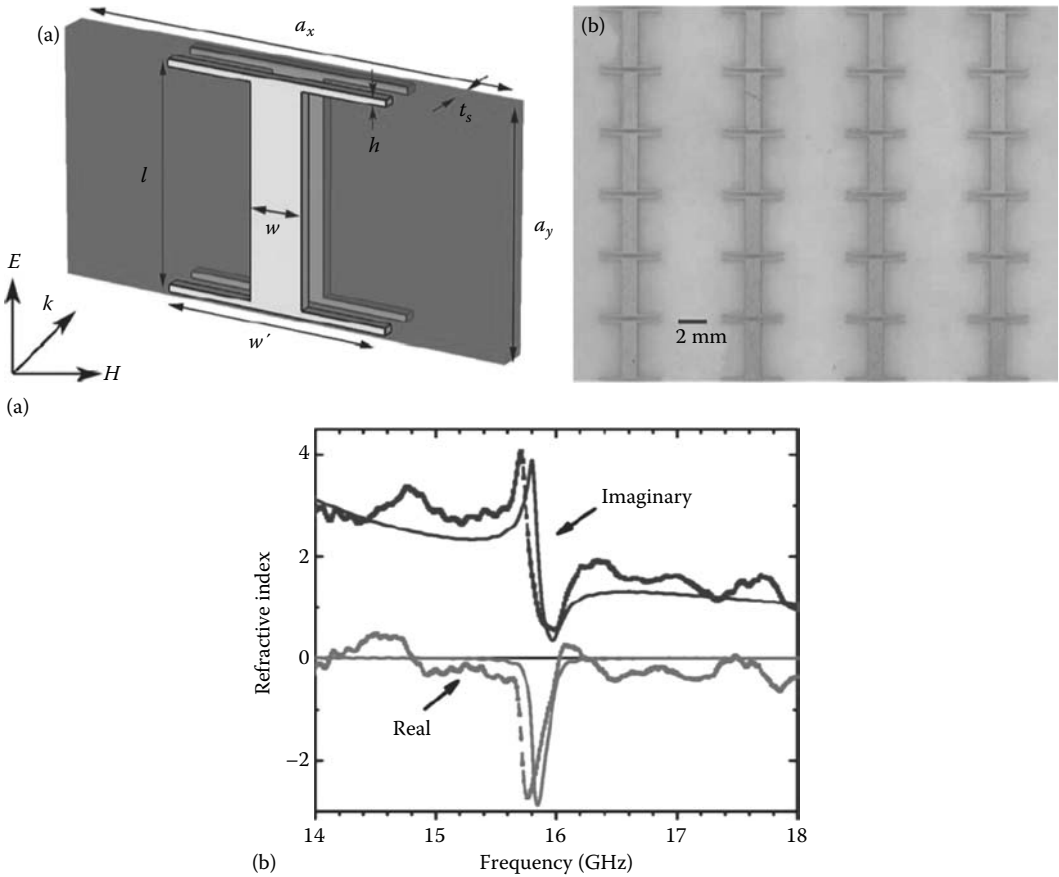 (a)
a_x
t_s
h
l
w
a_y
w′
E
k
H
(b)
2 mm
(a)
4
2
0
−2
Refractive index
Imaginary
Real
14
15
16
17
18
Frequency (GHz)
(b)